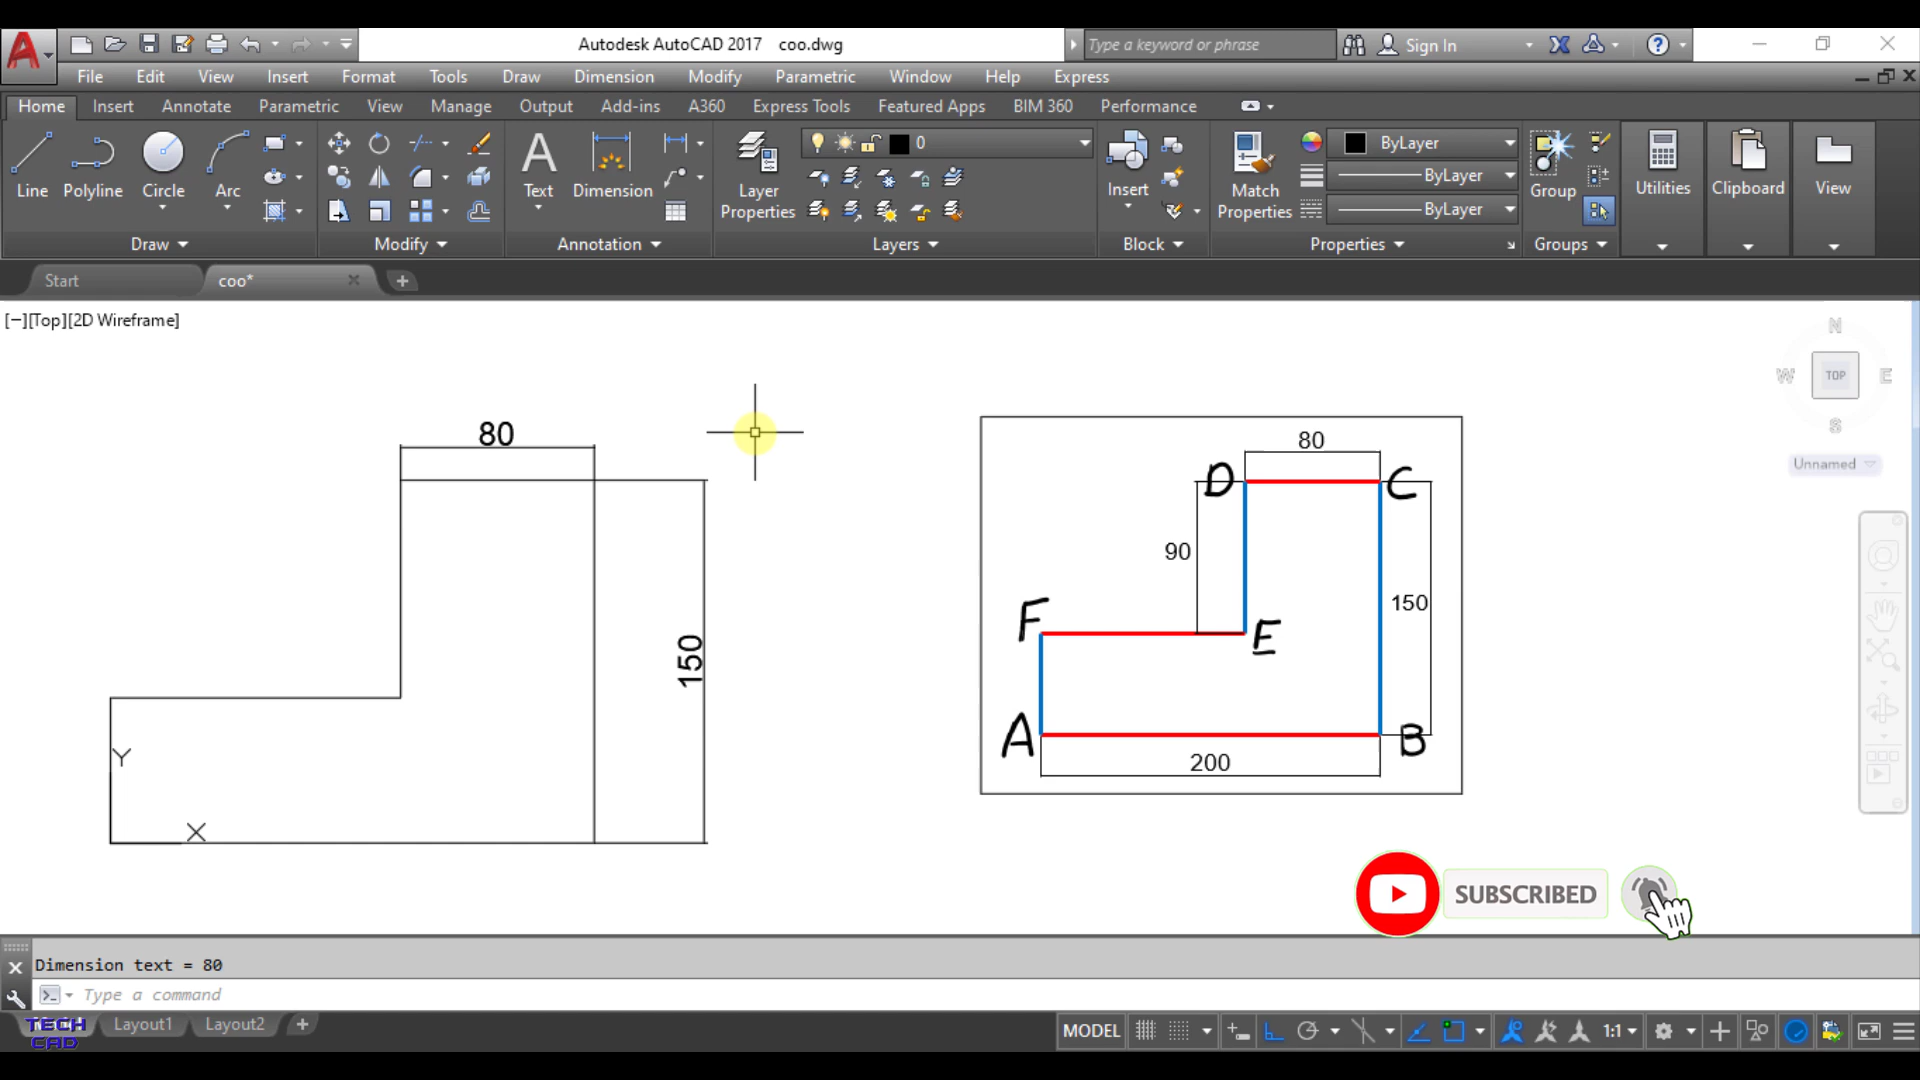 Autodesk AutoCAD 2017 coo.dwg
Type a keyword or phrase
Sign In
File Edit View Insert Format Tools Draw Dimension Modify Parametric Window Help Express
Home Insert Annotate Parametric View Manage Output Add-ins A360 Express Tools Featured Apps BIM 360 Performance
Line Polyline Circle Arc
Text Dimension
Layer Properties
0
Insert
Match Properties
ByLayer
ByLayer
ByLayer
Group
Utilities
Clipboard
View
Draw Modify Annotation Layers Block Properties Groups
Start coo*
[−][Top][2D Wireframe]
N
W TOP E
S
Unnamed
80
150
Y
X
80
D C
90
150
F
E
A
B
200
SUBSCRIBED
Dimension text = 80
Type a command
TECH
CAD
Layout1 Layout2
MODEL
1:1